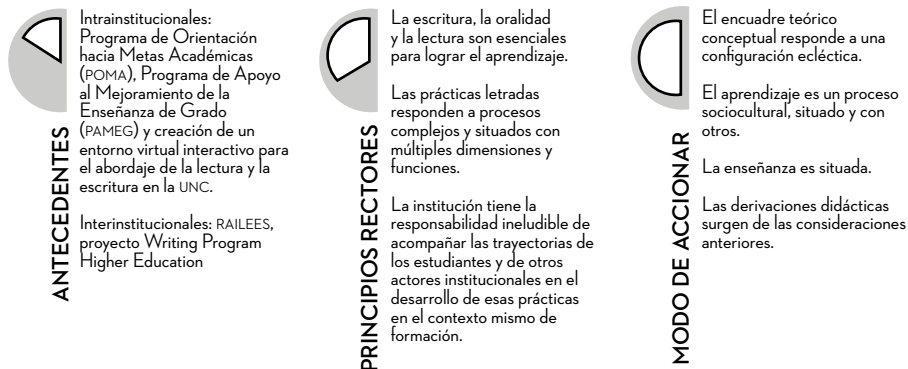 ANTECEDENTES
Intrainstitucionales:
Programa de Orientación
hacia Metas Académicas
(POMA), Programa de Apoyo
al Mejoramiento de la
Enseñanza de Grado
(PAMEG) y creación de un
entorno virtual interactivo para
el abordaje de la lectura y la
escritura en la UNC.
Interinstitucionales: RAILEES,
proyecto Writing Program
Higher Education
PRINCIPIOS RECTORES
La escritura, la oralidad
y la lectura son esenciales
para lograr el aprendizaje.
Las prácticas letradas
responden a procesos
complejos y situados con
múltiples dimensiones y
funciones.
La institución tiene la
responsabilidad ineludible de
acompañar las trayectorias de
los estudiantes y de otros
actores institucionales en el
desarrollo de esas prácticas
en el contexto mismo de
formación.
MODO DE ACCIONAR
El encuadre teórico
conceptual responde a una
configuración ecléctica.
El aprendizaje es un proceso
sociocultural, situado y con
otros.
La enseñanza es situada.
Las derivaciones didácticas
surgen de las consideraciones
anteriores.